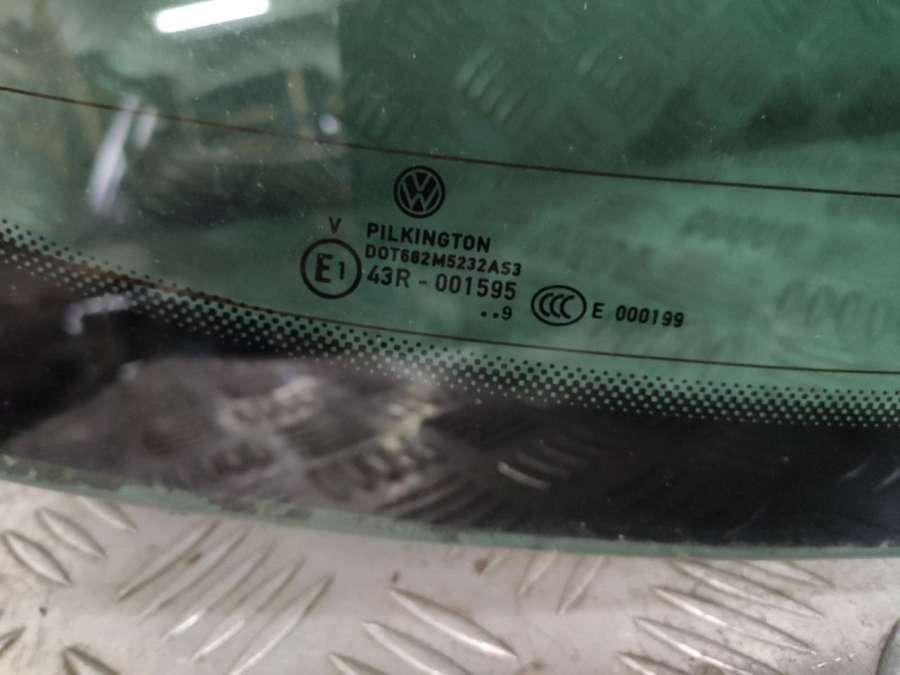 V
PILKINGTON
DOT682M5232AS3
E1
43R - 001595
..9
CCC E 000199